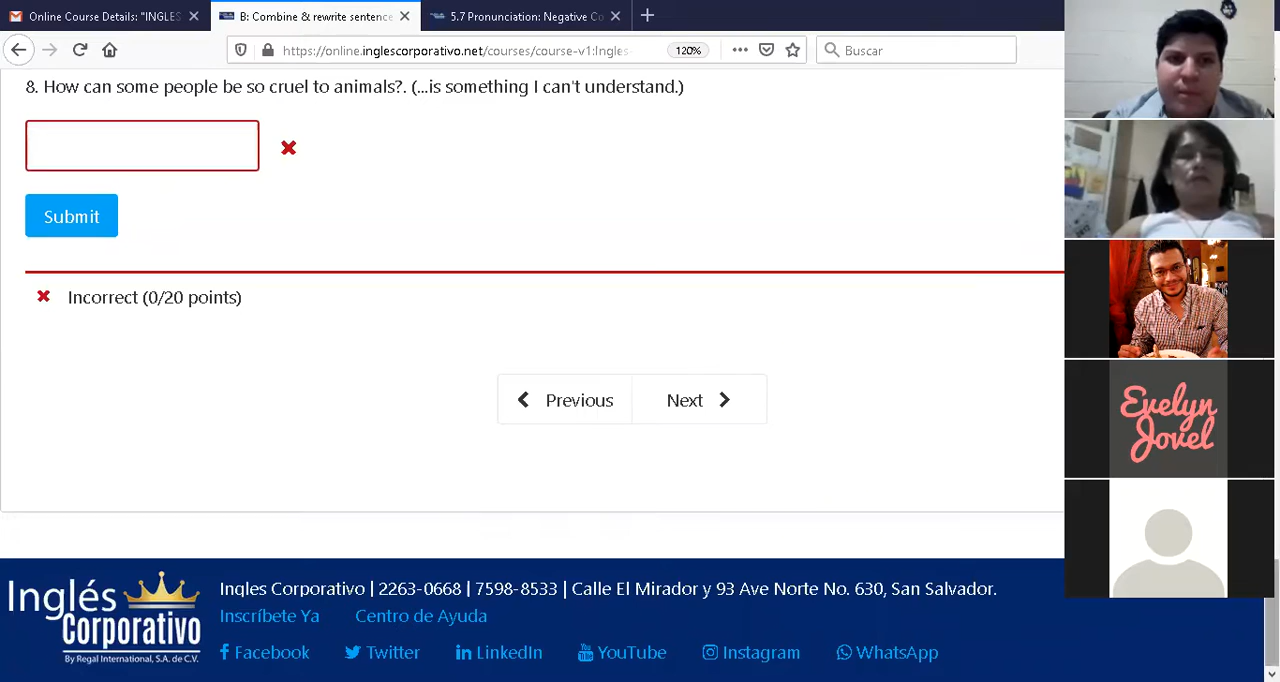 Online Course Details: "INGLES
B: Combine & rewrite sentence
5.7 Pronunciation: Negative Co
https://online.inglescorporativo.net/courses/course-v1:Ingles-
120%
Buscar
8. How can some people be so cruel to animals?. (...is something I can't understand.)
Submit
Incorrect (0/20 points)
Previous
Next
Evelyn
Jovel
Inglés
Corporativo
By Regal International, S.A. de C.V.
Ingles Corporativo | 2263-0668 | 7598-8533 | Calle El Mirador y 93 Ave Norte No. 630, San Salvador.
Inscríbete Ya
Centro de Ayuda
Facebook
Twitter
LinkedIn
YouTube
Instagram
WhatsApp